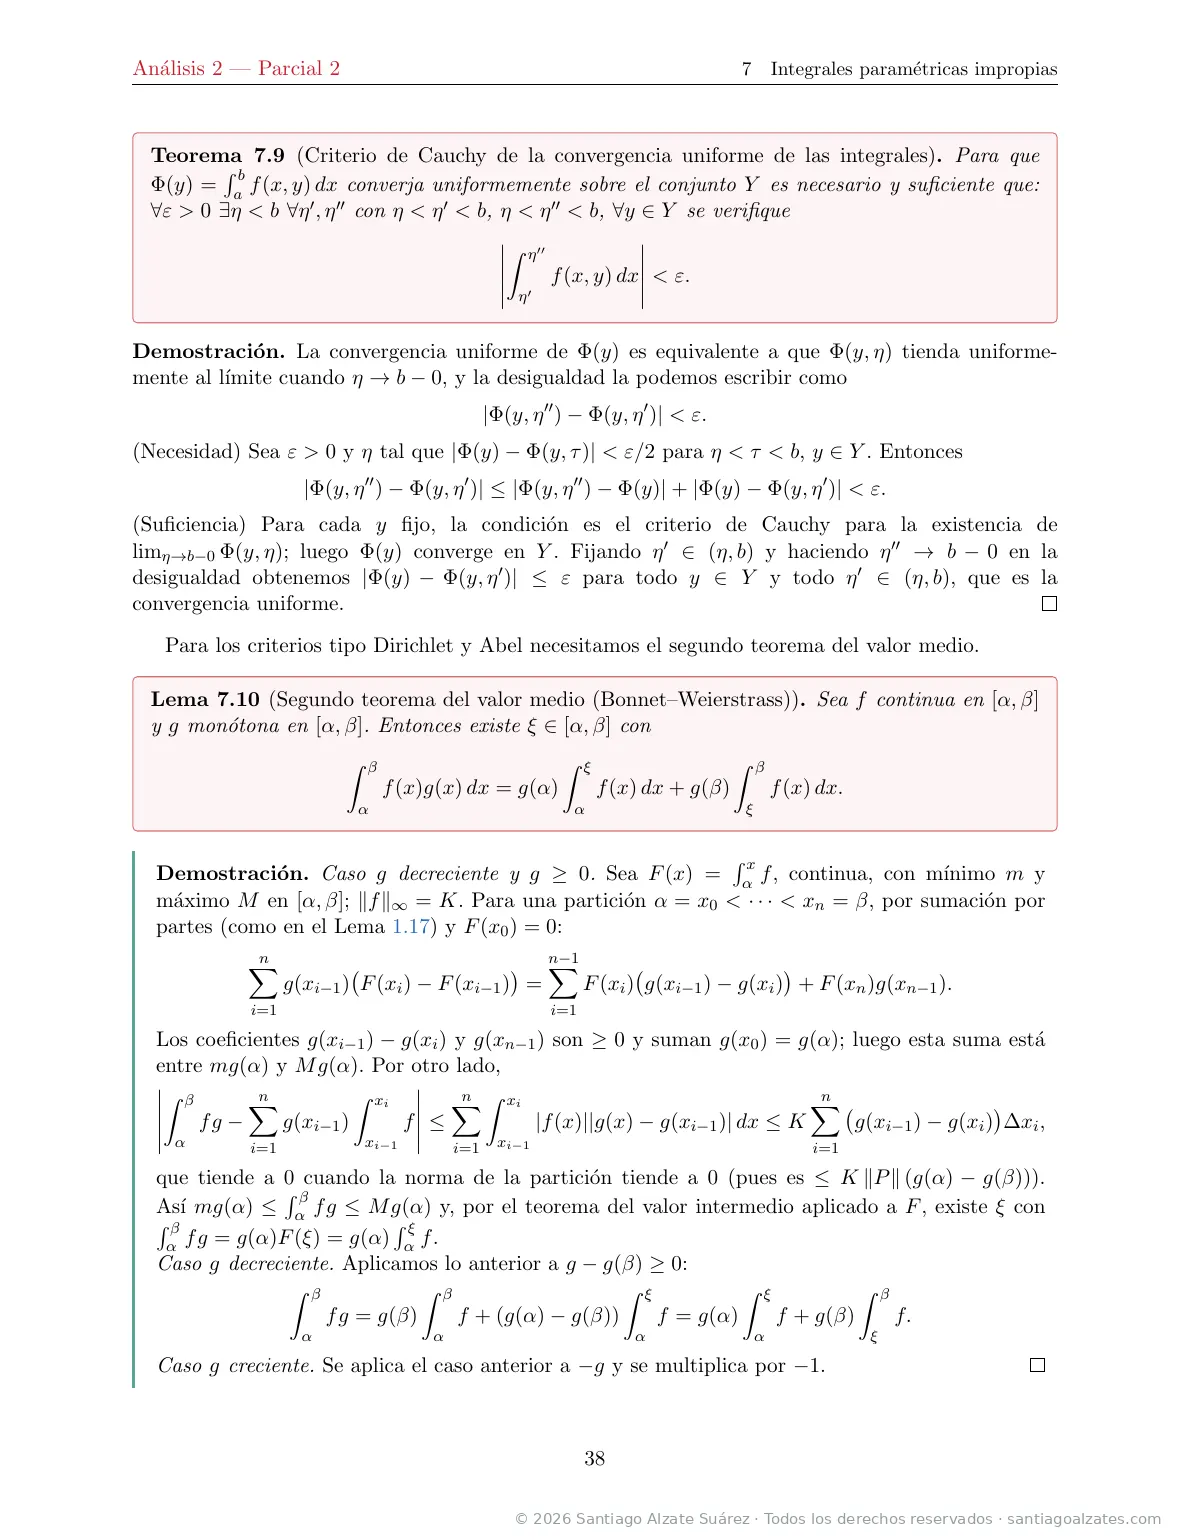 Análisis 2 — Parcial 2
7 Integrales paramétricas impropias
Teorema 7.9 (Criterio de Cauchy de la convergencia uniforme de las integrales). Para que
Φ(y) = ∫_a^b f(x, y) dx converja uniformemente sobre el conjunto Y es necesario y suficiente que:
∀ε > 0 ∃η < b ∀η′, η″ con η < η′ < b, η < η″ < b, ∀y ∈ Y se verifique
|∫_{η′}^{η″} f(x, y) dx| < ε.
Demostración. La convergencia uniforme de Φ(y) es equivalente a que Φ(y, η) tienda uniforme-
mente al límite cuando η → b − 0, y la desigualdad la podemos escribir como
|Φ(y, η″) − Φ(y, η′)| < ε.
(Necesidad) Sea ε > 0 y η tal que |Φ(y) − Φ(y, τ)| < ε/2 para η < τ < b, y ∈ Y. Entonces
|Φ(y, η″) − Φ(y, η′)| ≤ |Φ(y, η″) − Φ(y)| + |Φ(y) − Φ(y, η′)| < ε.
(Suficiencia) Para cada y fijo, la condición es el criterio de Cauchy para la existencia de
lim_{η→b−0} Φ(y, η); luego Φ(y) converge en Y. Fijando η′ ∈ (η, b) y haciendo η″ → b − 0 en la
desigualdad obtenemos |Φ(y) − Φ(y, η′)| ≤ ε para todo y ∈ Y y todo η′ ∈ (η, b), que es la
convergencia uniforme. □
Para los criterios tipo Dirichlet y Abel necesitamos el segundo teorema del valor medio.
Lema 7.10 (Segundo teorema del valor medio (Bonnet–Weierstrass)). Sea f continua en [α, β]
y g monótona en [α, β]. Entonces existe ξ ∈ [α, β] con
∫_α^β f(x)g(x) dx = g(α) ∫_α^ξ f(x) dx + g(β) ∫_ξ^β f(x) dx.
Demostración. Caso g decreciente y g ≥ 0. Sea F(x) = ∫_α^x f, continua, con mínimo m y
máximo M en [α, β]; ‖f‖_∞ = K. Para una partición α = x_0 < ⋯ < x_n = β, por sumación por
partes (como en el Lema 1.17) y F(x_0) = 0:
∑_{i=1}^n g(x_{i−1})(F(x_i) − F(x_{i−1})) = ∑_{i=1}^{n−1} F(x_i)(g(x_{i−1}) − g(x_i)) + F(x_n)g(x_{n−1}).
Los coeficientes g(x_{i−1}) − g(x_i) y g(x_{n−1}) son ≥ 0 y suman g(x_0) = g(α); luego esta suma está
entre mg(α) y Mg(α). Por otro lado,
|∫_α^β fg − ∑_{i=1}^n g(x_{i−1}) ∫_{x_{i−1}}^{x_i} f| ≤ ∑_{i=1}^n ∫_{x_{i−1}}^{x_i} |f(x)||g(x) − g(x_{i−1})| dx ≤ K ∑_{i=1}^n (g(x_{i−1}) − g(x_i))Δx_i,
que tiende a 0 cuando la norma de la partición tiende a 0 (pues es ≤ K ‖P‖ (g(α) − g(β))).
Así mg(α) ≤ ∫_α^β fg ≤ Mg(α) y, por el teorema del valor intermedio aplicado a F, existe ξ con
∫_α^β fg = g(α)F(ξ) = g(α) ∫_α^ξ f.
Caso g decreciente. Aplicamos lo anterior a g − g(β) ≥ 0:
∫_α^β fg = g(β) ∫_α^β f + (g(α) − g(β)) ∫_α^ξ f = g(α) ∫_α^ξ f + g(β) ∫_ξ^β f.
Caso g creciente. Se aplica el caso anterior a −g y se multiplica por −1. □
38
© 2026 Santiago Alzate Suárez · Todos los derechos reservados · santiagoalzates.com